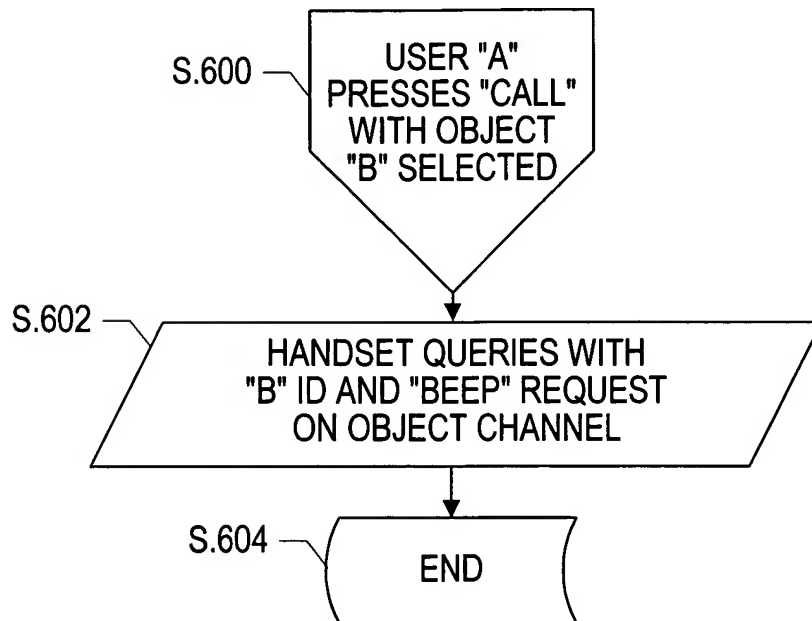 S.600
USER "A"
PRESSES "CALL"
WITH OBJECT
"B" SELECTED
S.602
HANDSET QUERIES WITH
"B" ID AND "BEEP" REQUEST
ON OBJECT CHANNEL
S.604
END